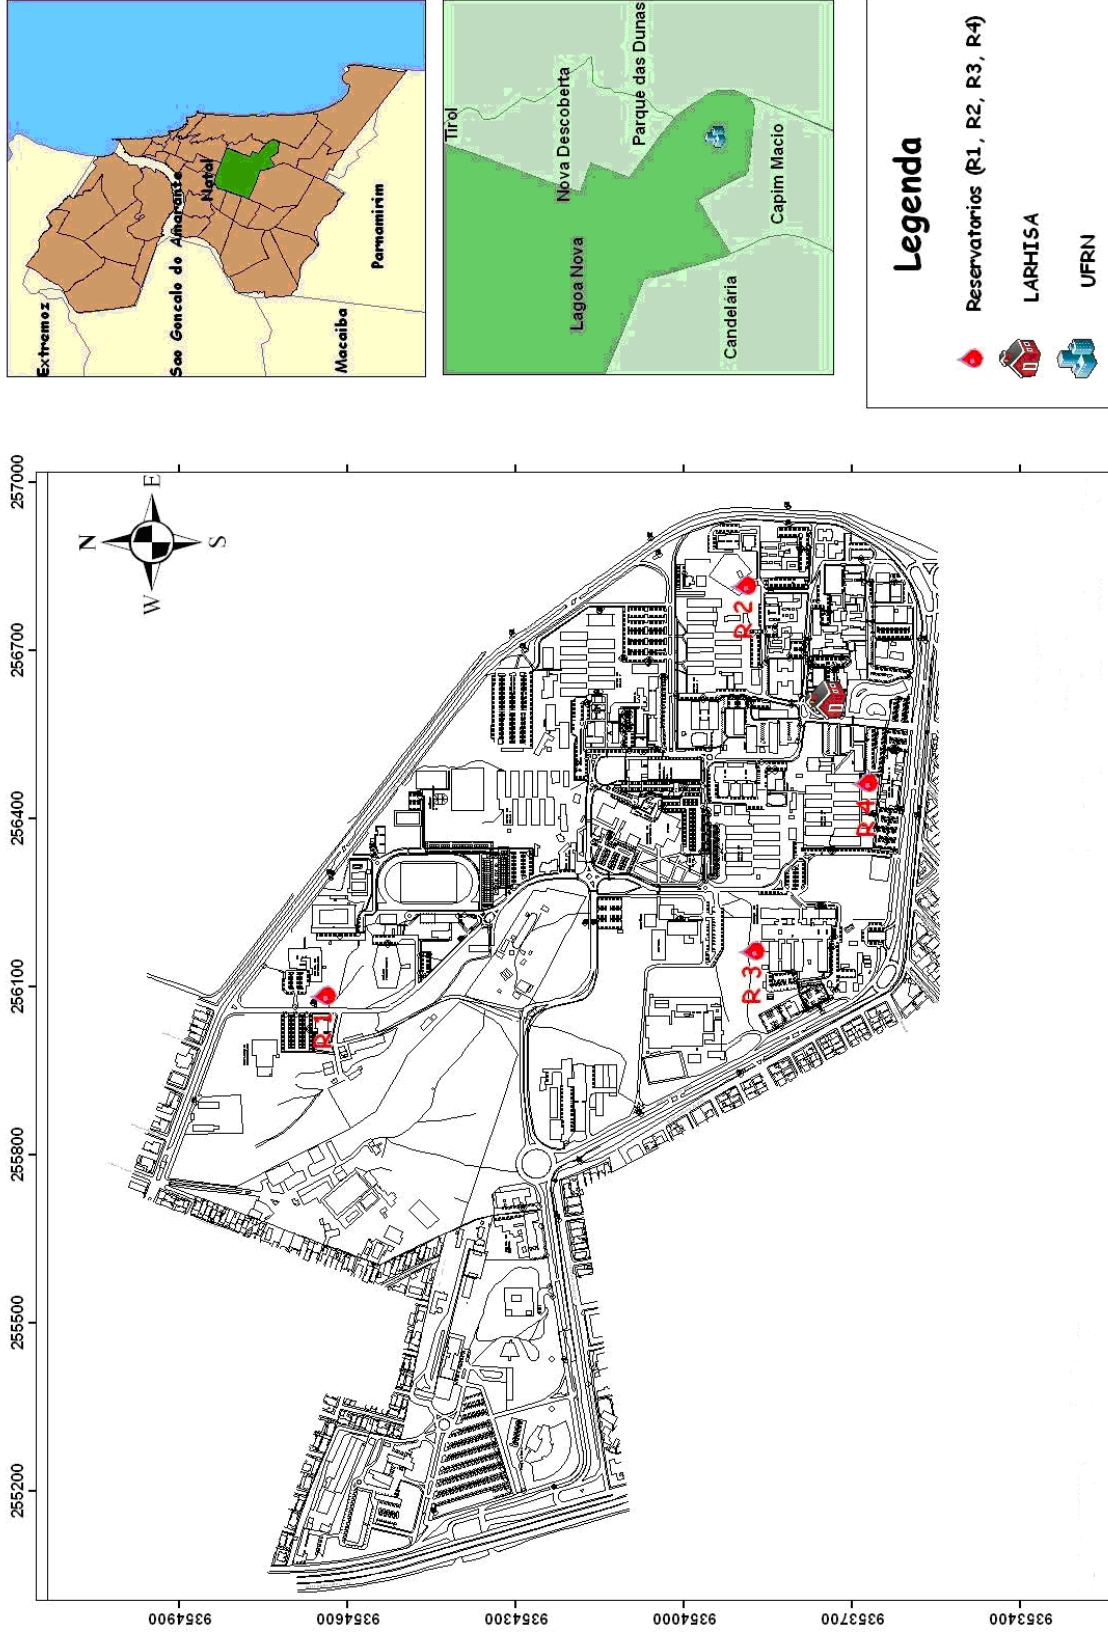 Extremoz
Sao Goncalo do Amarante
Natal
Parnamirim
Macaiba
Tirol
Nova Descoberta
Parque das Dunas
Lagoa Nova
Capim Macio
Candelária
Legenda
Reservatorios (R1, R2, R3, R4)
LARHISA
UFRN
255200
255500
255800
256100
256400
256700
257000
N
W
E
S
R 1
R 2
R 3
R 4
9354900
9354600
9354300
9354000
9353700
9353400